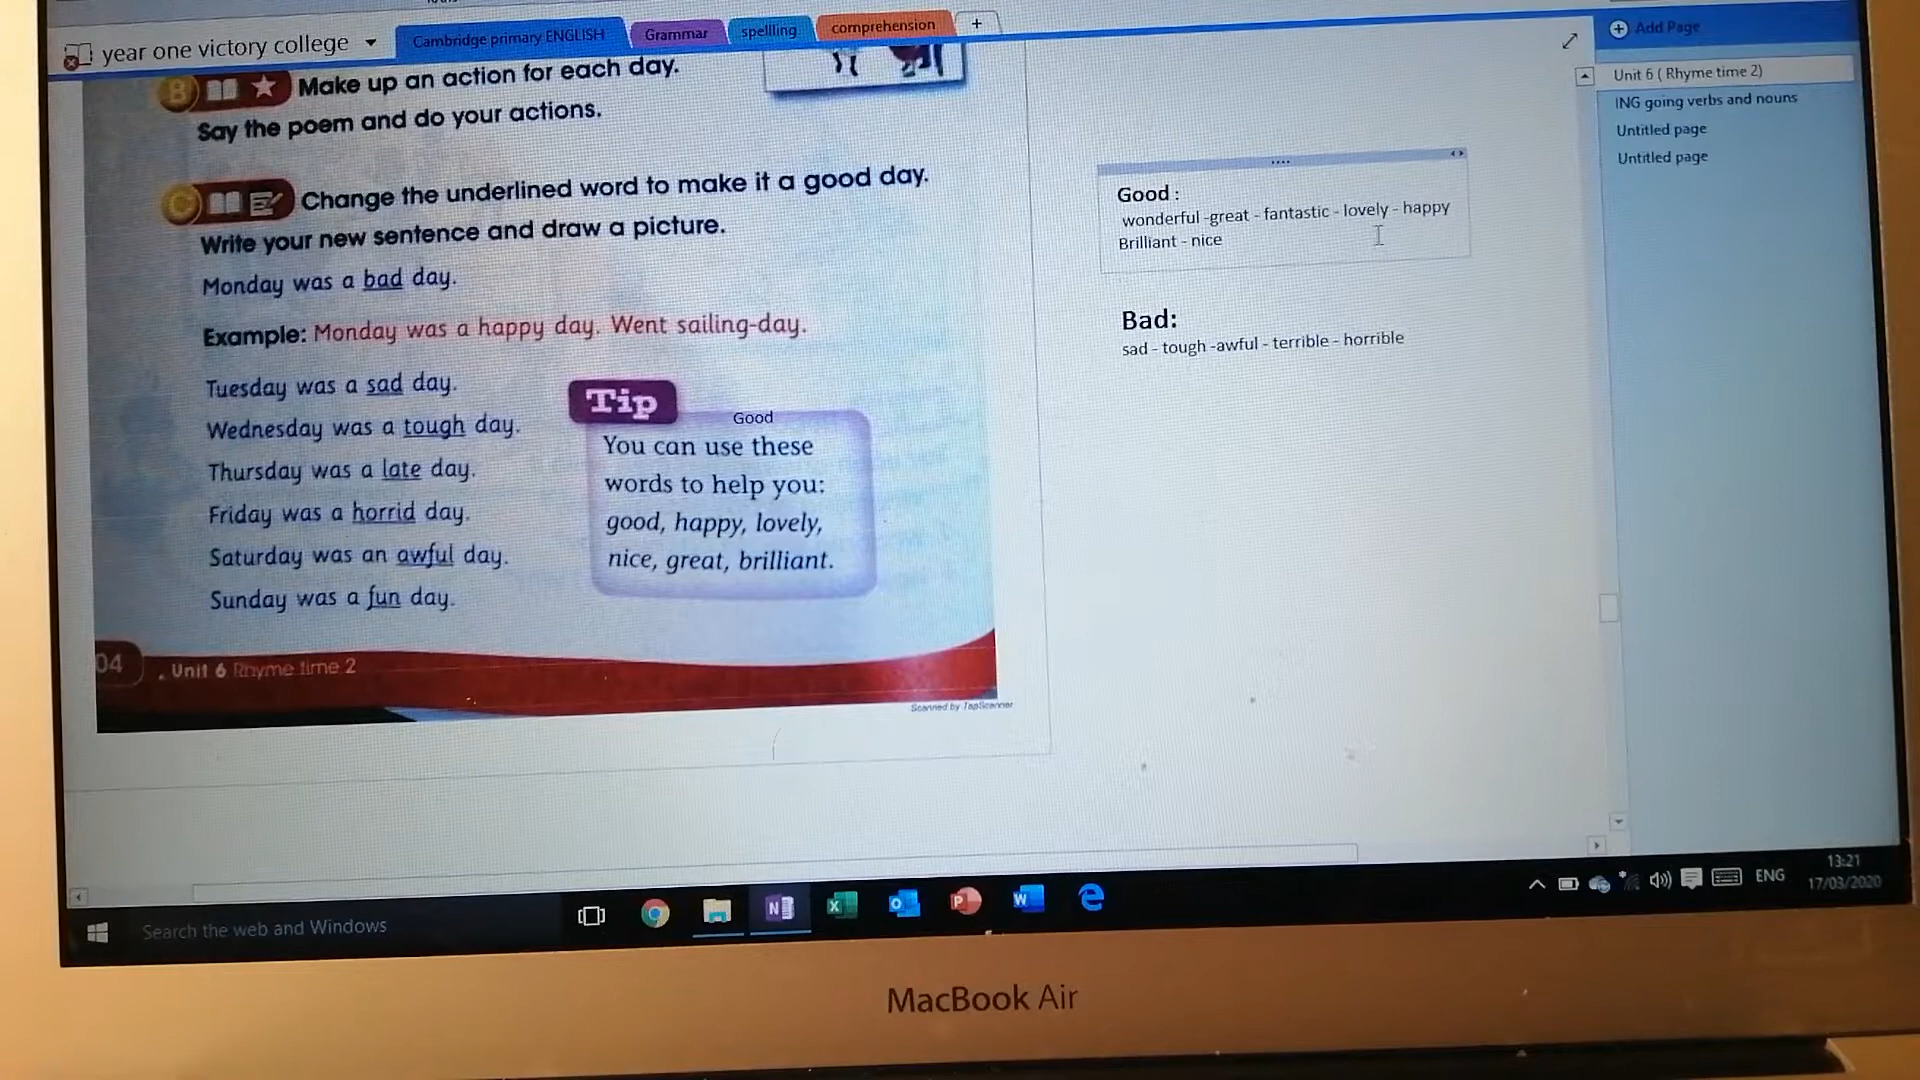 year one victory college
Cambridge primary ENGLISH
Grammar
spellling
comprehension
+
Add Page
Unit 6 ( Rhyme time 2)
ING going verbs and nouns
Untitled page
Untitled page
B Make up an action for each day.
Say the poem and do your actions.
C Change the underlined word to make it a good day.
Write your new sentence and draw a picture.
Monday was a bad day.
Example: Monday was a happy day. Went sailing-day.
Tuesday was a sad day.
Wednesday was a tough day.
Thursday was a late day.
Friday was a horrid day.
Saturday was an awful day.
Sunday was a fun day.
Tip
Good
You can use these
words to help you:
good, happy, lovely,
nice, great, brilliant.
04
Unit 6 Rhyme time 2
Scanned by TapScanner
Good :
wonderful -great - fantastic - lovely - happy
Brilliant - nice
Bad:
sad - tough -awful - terrible - horrible
Search the web and Windows
ENG
13:21
17/03/2020
MacBook Air